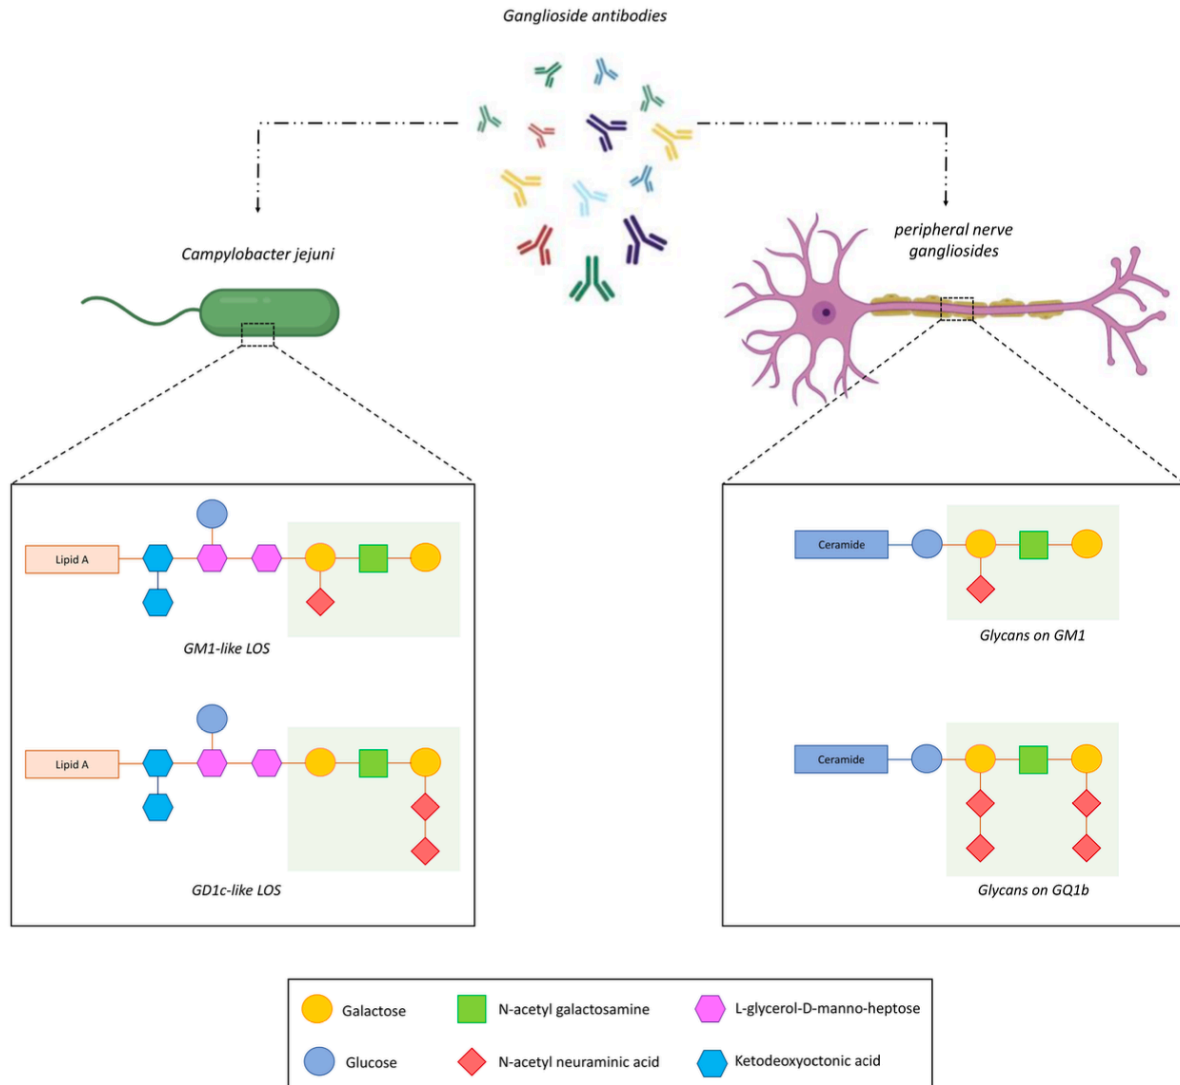 Ganglioside antibodies
Campylobacter jejuni
peripheral nerve
gangliosides
Lipid A
GM1-like LOS
Lipid A
GD1c-like LOS
Ceramide
Glycans on GM1
Ceramide
Glycans on GQ1b
Galactose
N-acetyl galactosamine
L-glycerol-D-manno-heptose
Glucose
N-acetyl neuraminic acid
Ketodeoxyoctonic acid